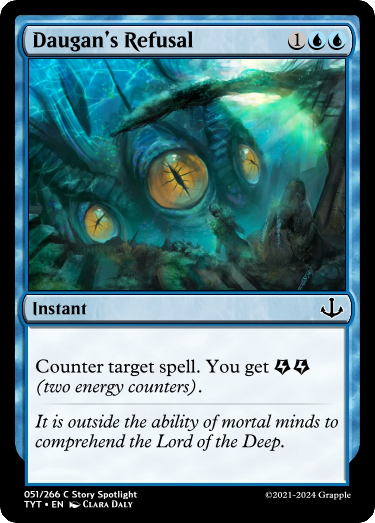 Daugan's Refusal 1
Instant
Counter target spell. You get
(two energy counters).
It is outside the ability of mortal minds to
comprehend the Lord of the Deep.
051/266 C Story Spotlight
TYT • EN Clara Daly ©2021-2024 Grapple